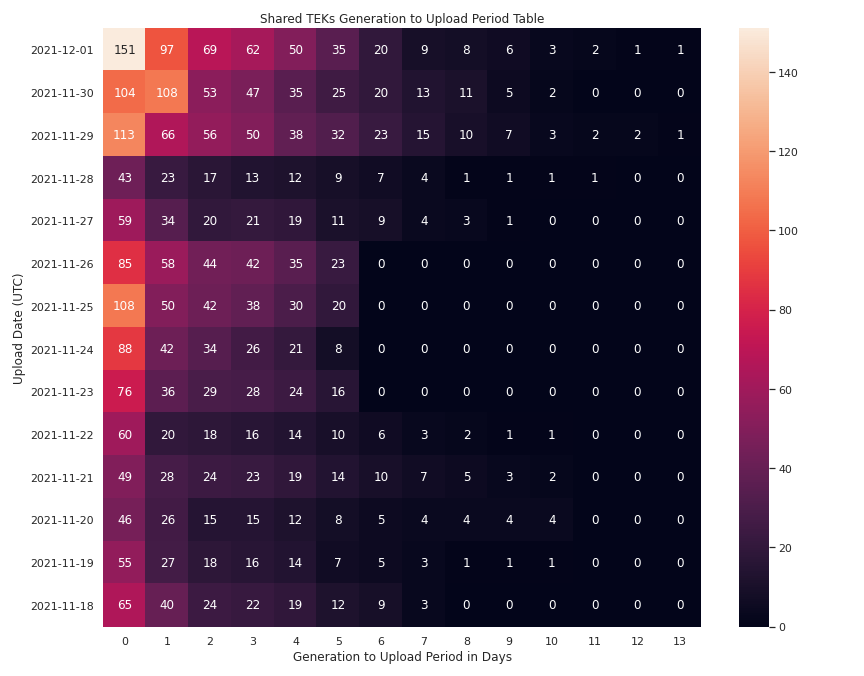 Shared TEKs Generation to Upload Period Table
2021-12-01 151 97 69 62 50 35 20 9 8 6 3 2 1 1
2021-11-30 104 108 53 47 35 25 20 13 11 5 2 0 0 0
2021-11-29 113 66 56 50 38 32 23 15 10 7 3 2 2 1
2021-11-28 43 23 17 13 12 9 7 4 1 1 1 1 0 0
2021-11-27 59 34 20 21 19 11 9 4 3 1 0 0 0 0
2021-11-26 85 58 44 42 35 23 0 0 0 0 0 0 0 0
2021-11-25 108 50 42 38 30 20 0 0 0 0 0 0 0 0
2021-11-24 88 42 34 26 21 8 0 0 0 0 0 0 0 0
2021-11-23 76 36 29 28 24 16 0 0 0 0 0 0 0 0
2021-11-22 60 20 18 16 14 10 6 3 2 1 1 0 0 0
2021-11-21 49 28 24 23 19 14 10 7 5 3 2 0 0 0
2021-11-20 46 26 15 15 12 8 5 4 4 4 4 0 0 0
2021-11-19 55 27 18 16 14 7 5 3 1 1 1 0 0 0
2021-11-18 65 40 24 22 19 12 9 3 0 0 0 0 0 0
0 1 2 3 4 5 6 7 8 9 10 11 12 13
Generation to Upload Period in Days
Upload Date (UTC)
140
120
100
80
60
40
20
0